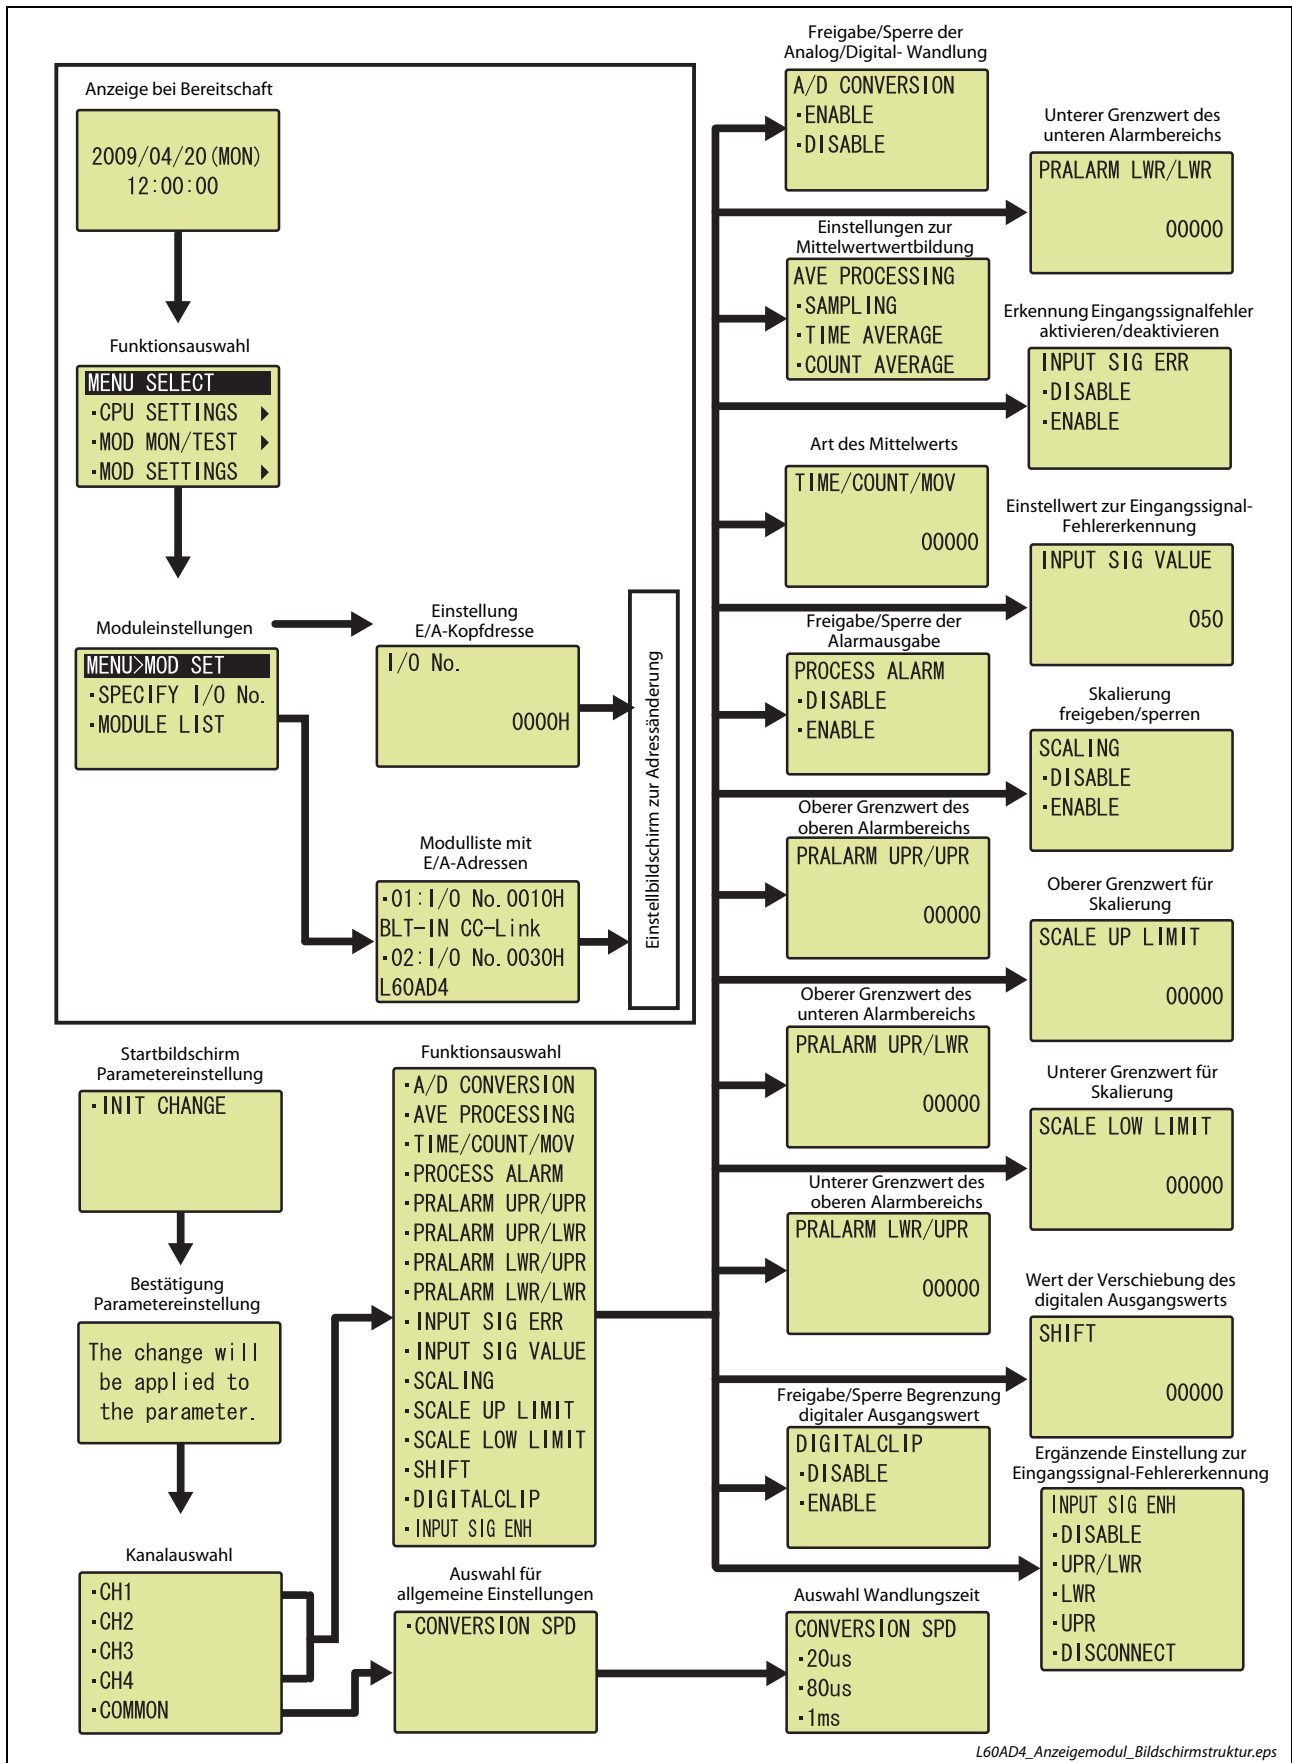 Anzeige bei Bereitschaft
2009/04/20(MON)
12:00:00
Funktionsauswahl
MENU SELECT
·CPU SETTINGS
·MOD MON/TEST
·MOD SETTINGS
Moduleinstellungen
MENU>MOD SET
·SPECIFY I/O No.
·MODULE LIST
Einstellung
E/A-Kopfdresse
I/O No.
0000H
Modulliste mit
E/A-Adressen
·01:I/O No.0010H
BLT-IN CC-Link
·02:I/O No.0030H
L60AD4
Einstellbildschirm zur Adressänderung
Startbildschirm
Parametereinstellung
·INIT CHANGE
Bestätigung
Parametereinstellung
The change will
be applied to
the parameter.
Kanalauswahl
·CH1
·CH2
·CH3
·CH4
·COMMON
Funktionsauswahl
·A/D CONVERSION
·AVE PROCESSING
·TIME/COUNT/MOV
·PROCESS ALARM
·PRALARM UPR/UPR
·PRALARM UPR/LWR
·PRALARM LWR/UPR
·PRALARM LWR/LWR
·INPUT SIG ERR
·INPUT SIG VALUE
·SCALING
·SCALE UP LIMIT
·SCALE LOW LIMIT
·SHIFT
·DIGITALCLIP
·INPUT SIG ENH
Auswahl für
allgemeine Einstellungen
·CONVERSION SPD
Freigabe/Sperre der
Analog/Digital- Wandlung
A/D CONVERSION
·ENABLE
·DISABLE
Einstellungen zur
Mittelwertwertbildung
AVE PROCESSING
·SAMPLING
·TIME AVERAGE
·COUNT AVERAGE
Art des Mittelwerts
TIME/COUNT/MOV
00000
Freigabe/Sperre der
Alarmausgabe
PROCESS ALARM
·DISABLE
·ENABLE
Oberer Grenzwert des
oberen Alarmbereichs
PRALARM UPR/UPR
00000
Oberer Grenzwert des
unteren Alarmbereichs
PRALARM UPR/LWR
00000
Unterer Grenzwert des
oberen Alarmbereichs
PRALARM LWR/UPR
00000
Freigabe/Sperre Begrenzung
digitaler Ausgangswert
DIGITALCLIP
·DISABLE
·ENABLE
Auswahl Wandlungszeit
CONVERSION SPD
·20us
·80us
·1ms
Unterer Grenzwert des
unteren Alarmbereichs
PRALARM LWR/LWR
00000
Erkennung Eingangssignalfehler
aktivieren/deaktivieren
INPUT SIG ERR
·DISABLE
·ENABLE
Einstellwert zur Eingangssignal-
Fehlererkennung
INPUT SIG VALUE
050
Skalierung
freigeben/sperren
SCALING
·DISABLE
·ENABLE
Oberer Grenzwert für
Skalierung
SCALE UP LIMIT
00000
Unterer Grenzwert für
Skalierung
SCALE LOW LIMIT
00000
Wert der Verschiebung des
digitalen Ausgangswerts
SHIFT
00000
Ergänzende Einstellung zur
Eingangssignal-Fehlererkennung
INPUT SIG ENH
·DISABLE
·UPR/LWR
·LWR
·UPR
·DISCONNECT
L60AD4_Anzeigemodul_Bildschirmstruktur.eps